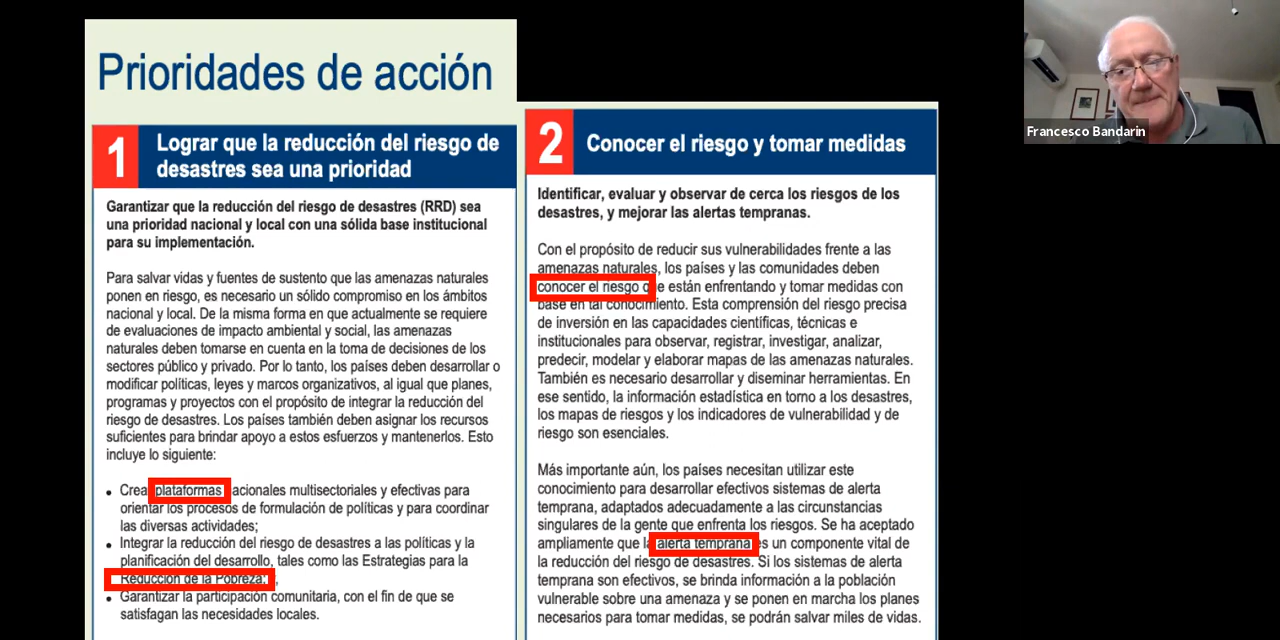 Prioridades de acción
1
Lograr que la reducción del riesgo de
desastres sea una prioridad
Garantizar que la reducción del riesgo de desastres (RRD) sea
una prioridad nacional y local con una sólida base institucional
para su implementación.
Para salvar vidas y fuentes de sustento que las amenazas naturales
ponen en riesgo, es necesario un sólido compromiso en los ámbitos
nacional y local. De la misma forma en que actualmente se requiere
de evaluaciones de impacto ambiental y social, las amenazas
naturales deben tomarse en cuenta en la toma de decisiones de los
sectores público y privado. Por lo tanto, los países deben desarrollar o
modificar políticas, leyes y marcos organizativos, al igual que planes,
programas y proyectos con el propósito de integrar la reducción del
riesgo de desastres. Los países también deben asignar los recursos
suficientes para brindar apoyo a estos esfuerzos y mantenerlos. Esto
incluye lo siguiente:
• Crea plataformas acionales multisectoriales y efectivas para
orientar los procesos de formulación de políticas y para coordinar
las diversas actividades;
• Integrar la reducción del riesgo de desastres a las políticas y la
planificación del desarrollo, tales como las Estrategias para la
Reducción de la Pobreza;
• Garantizar la participación comunitaria, con el fin de que se
satisfagan las necesidades locales.
2
Conocer el riesgo y tomar medidas
Identificar, evaluar y observar de cerca los riesgos de los
desastres, y mejorar las alertas tempranas.
Con el propósito de reducir sus vulnerabilidades frente a las
amenazas naturales, los países y las comunidades deben
conocer el riesgo que están enfrentando y tomar medidas con
base en tal conocimiento. Esta comprensión del riesgo precisa
de inversión en las capacidades científicas, técnicas e
institucionales para observar, registrar, investigar, analizar,
predecir, modelar y elaborar mapas de las amenazas naturales.
También es necesario desarrollar y diseminar herramientas. En
ese sentido, la información estadística en torno a los desastres,
los mapas de riesgos y los indicadores de vulnerabilidad y de
riesgo son esenciales.
Más importante aún, los países necesitan utilizar este
conocimiento para desarrollar efectivos sistemas de alerta
temprana, adaptados adecuadamente a las circunstancias
singulares de la gente que enfrenta los riesgos. Se ha aceptado
ampliamente que la alerta temprana es un componente vital de
la reducción del riesgo de desastres. Si los sistemas de alerta
temprana son efectivos, se brinda información a la población
vulnerable sobre una amenaza y se ponen en marcha los planes
necesarios para tomar medidas, se podrán salvar miles de vidas.
Francesco Bandarin